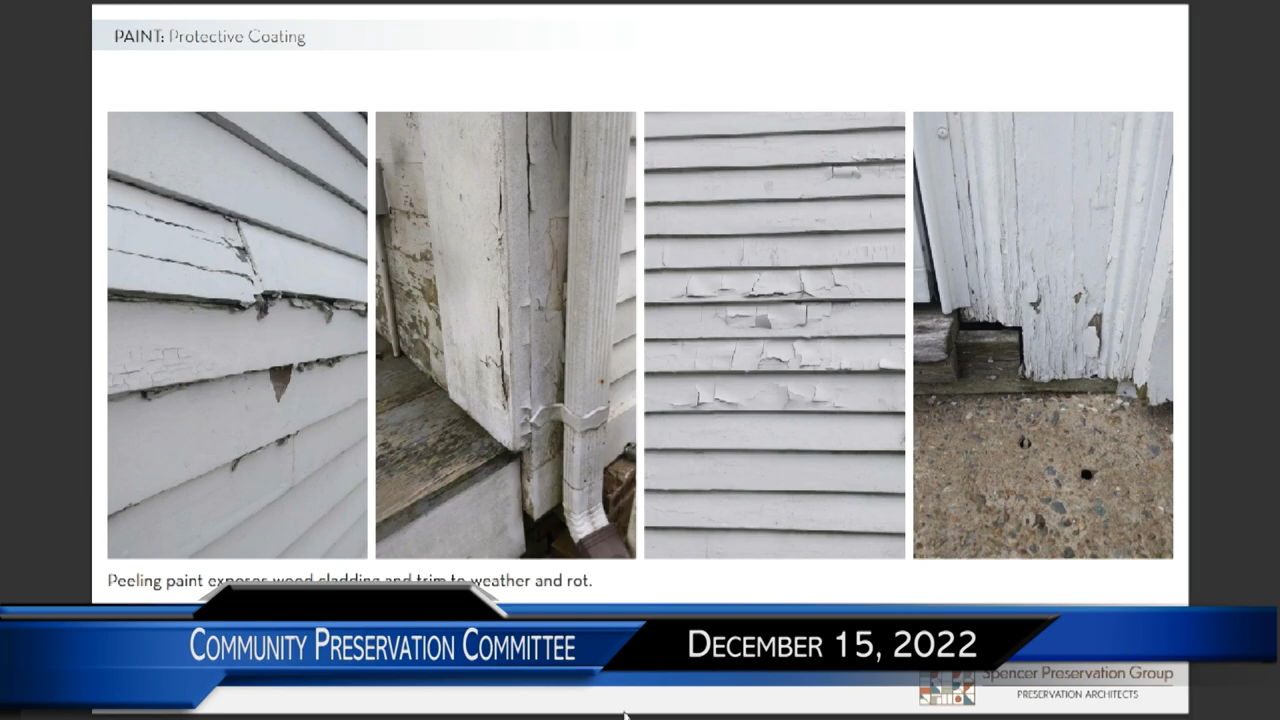 PAINT: Protective Coating
Peeling paint exposes wood cladding and trim to weather and rot.
COMMUNITY PRESERVATION COMMITTEE
DECEMBER 15, 2022
Spencer Preservation Group
PRESERVATION ARCHITECTS